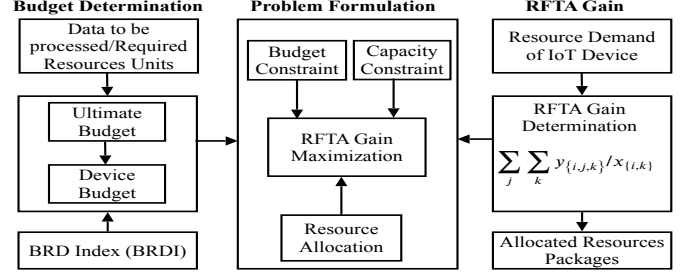 Budget Determination
Data to be
processed/Required
Resources Units
Ultimate
Budget
Device
Budget
BRD Index (BRDI)
Problem Formulation
Budget
Constraint
Capacity
Constraint
RFTA Gain
Maximization
Resource
Allocation
RFTA Gain
Resource Demand
of IoT Device
RFTA Gain
Determination
∑_j ∑_k y_{i,j,k}/x_{i,k}
Allocated Resources
Packages